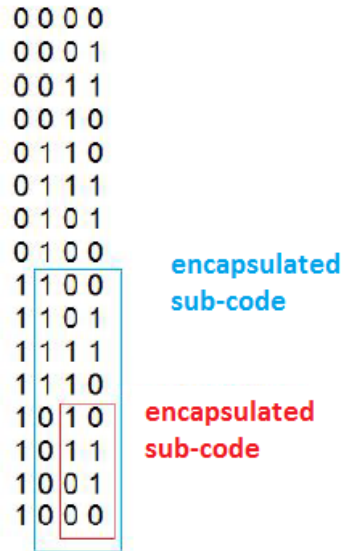 0 0 0 0
0 0 0 1
0 0 1 1
0 0 1 0
0 1 1 0
0 1 1 1
0 1 0 1
0 1 0 0
1 1 0 0
1 1 0 1
1 1 1 1
1 1 1 0
1 0 1 0
1 0 1 1
1 0 0 1
1 0 0 0
encapsulated
sub-code
encapsulated
sub-code